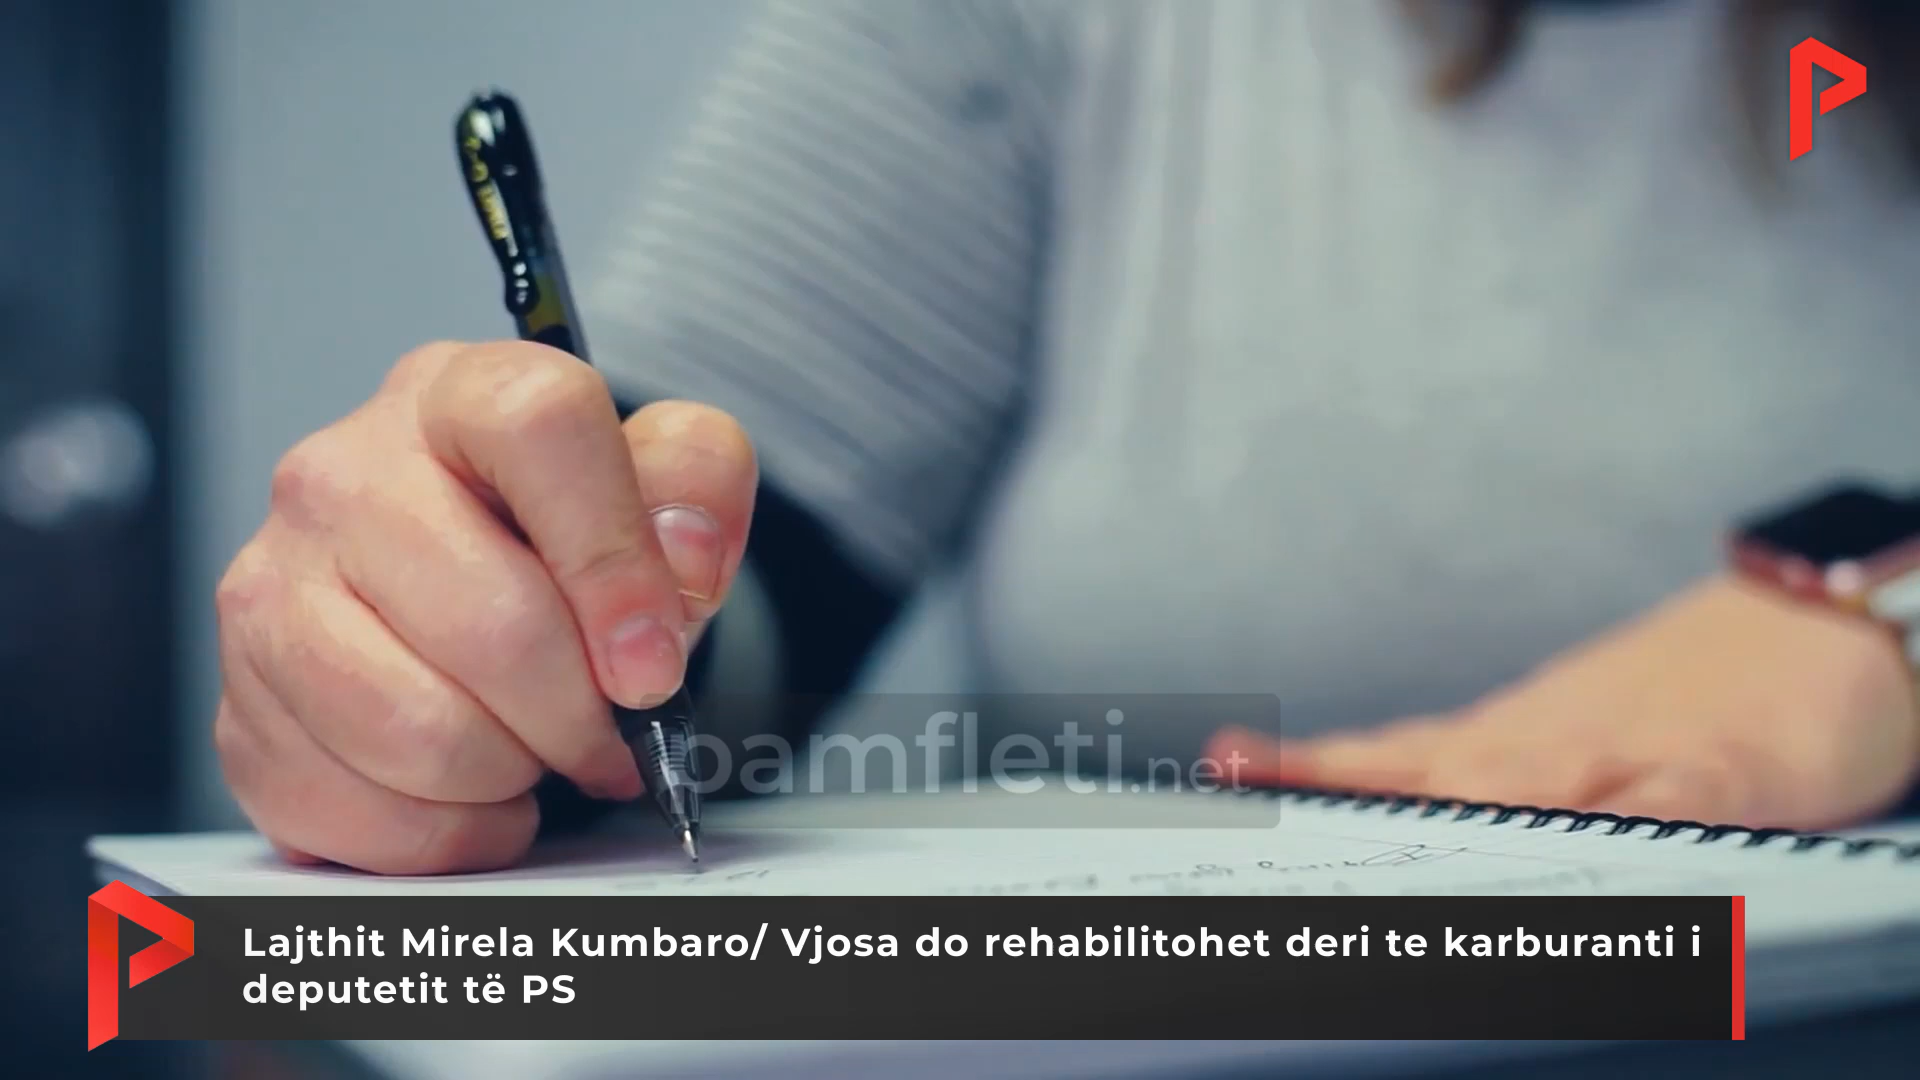 pamfleti.net
Lajthit Mirela Kumbaro/ Vjosa do rehabilitohet deri te karburanti i
deputetit të PS